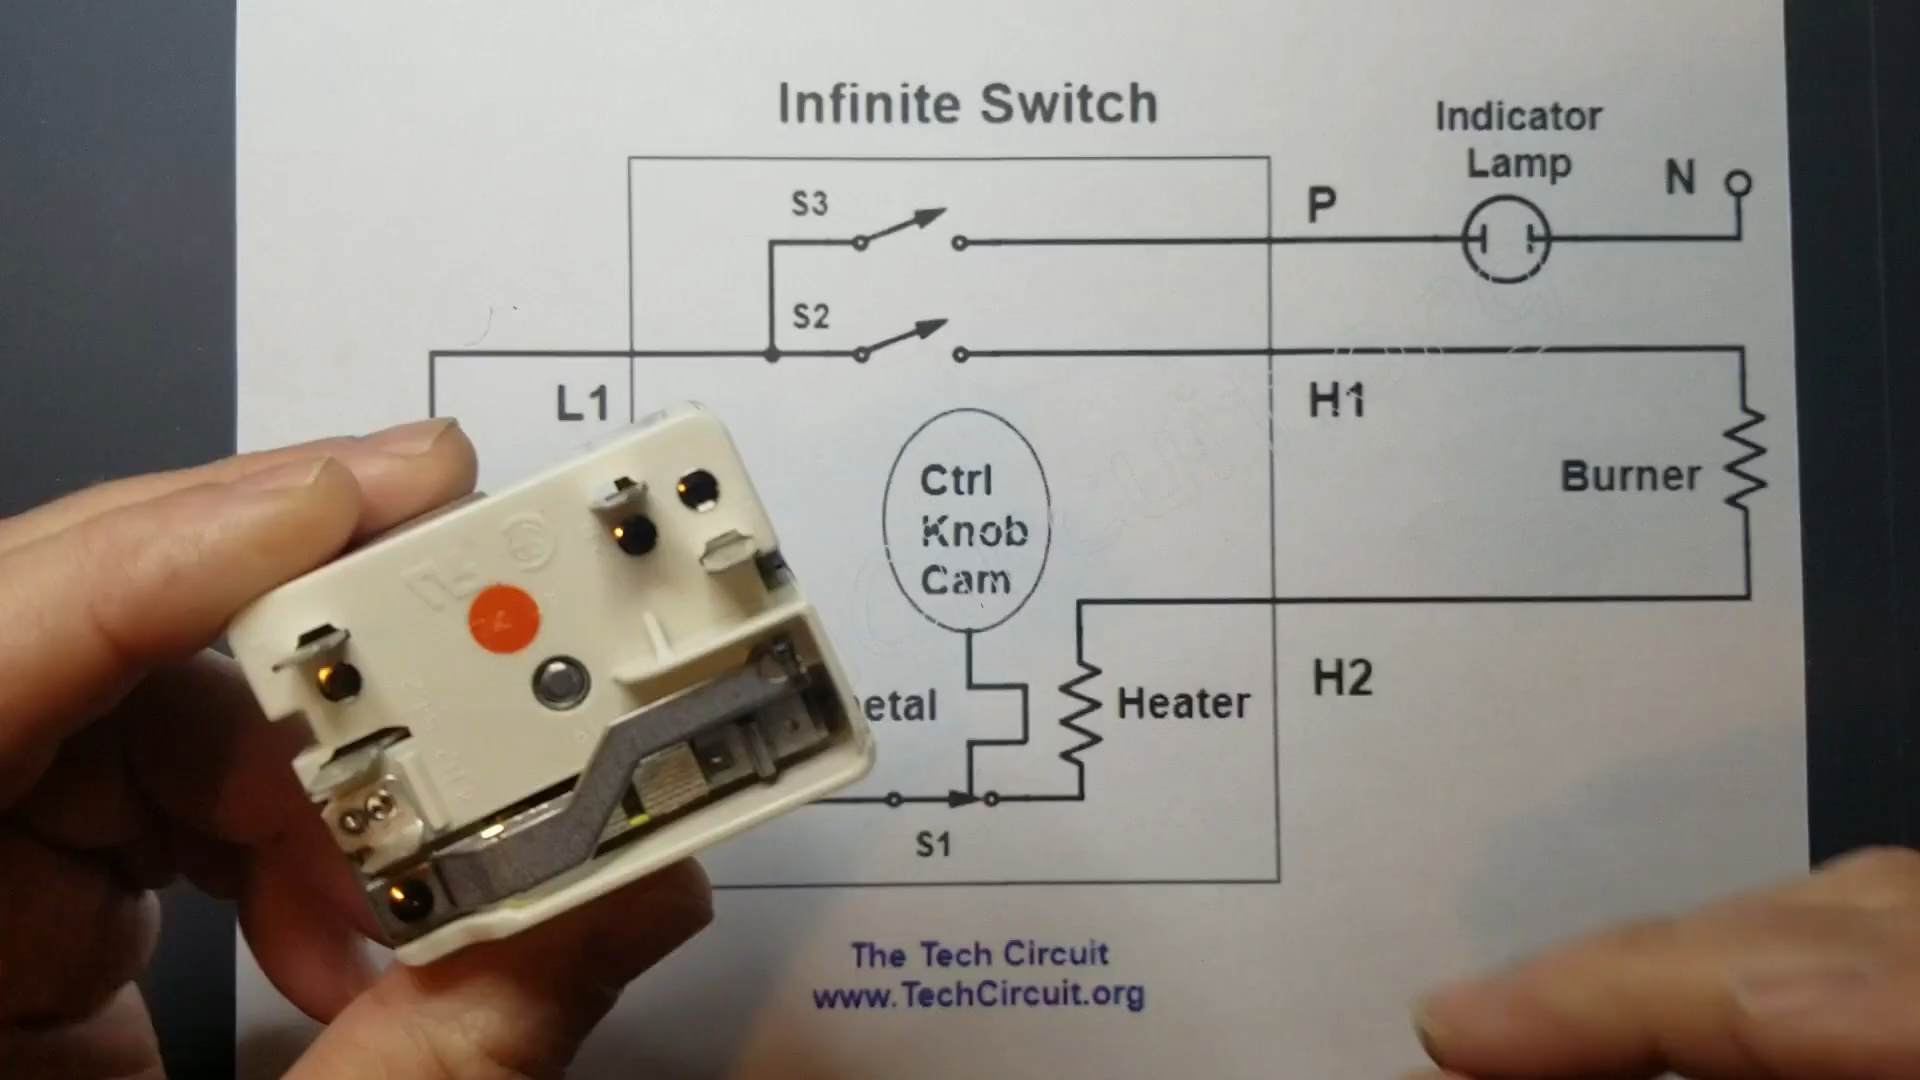 Infinite Switch
Indicator
Lamp
N
S3
P
S2
L1
H1
Ctrl
Knob
Cam
Burner
etal
Heater
H2
S1
The Tech Circuit
www.TechCircuit.org